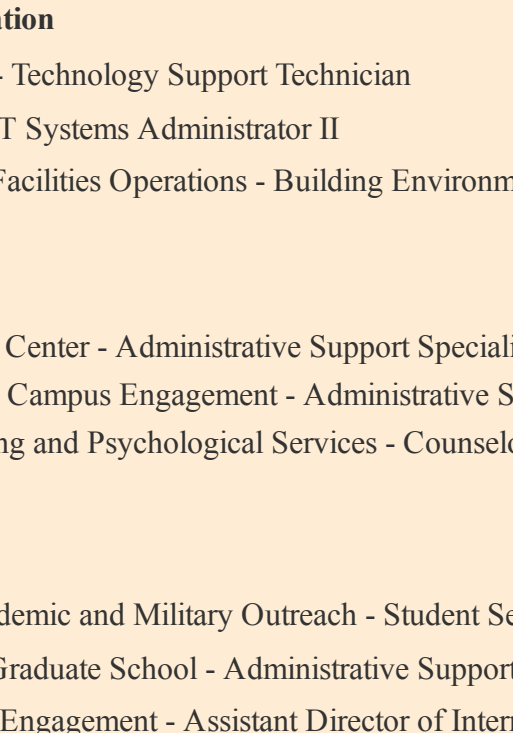 ation
- Technology Support Technician
T Systems Administrator II
Facilities Operations - Building Environm
Center - Administrative Support Speciali
Campus Engagement - Administrative S
ng and Psychological Services - Counselo
demic and Military Outreach - Student Se
Graduate School - Administrative Support
Engagement - Assistant Director of Intern